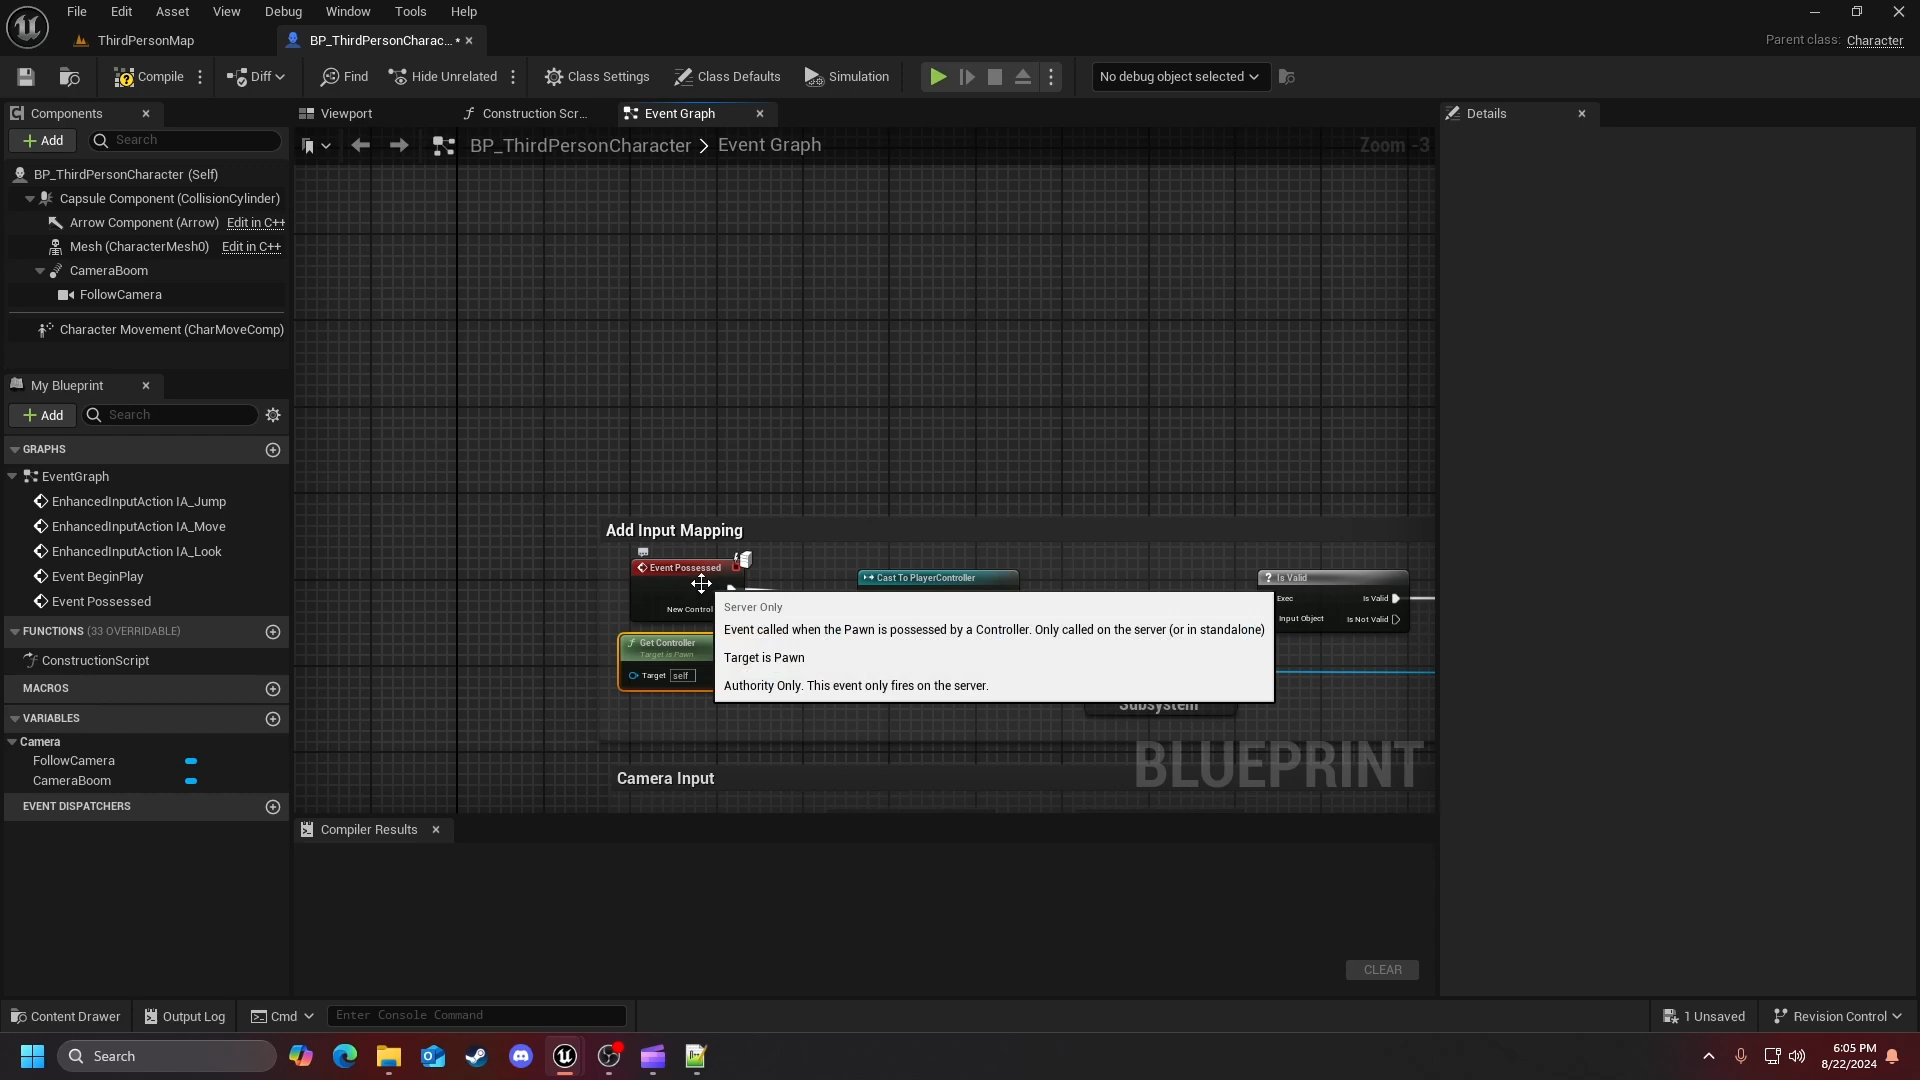 File Edit Asset View Debug Window Tools Help
ThirdPersonMap
BP_ThirdPersonCharac... •
Parent class: Character
Compile
Diff
Find
Hide Unrelated
Class Settings
Class Defaults
Simulation
No debug object selected
Components
Add
Search
BP_ThirdPersonCharacter (Self)
Capsule Component (CollisionCylinder)
Arrow Component (Arrow) Edit in C++
Mesh (CharacterMesh0) Edit in C++
CameraBoom
FollowCamera
Character Movement (CharMoveComp)
My Blueprint
Add
Search
GRAPHS
EventGraph
EnhancedInputAction IA_Jump
EnhancedInputAction IA_Move
EnhancedInputAction IA_Look
Event BeginPlay
Event Possessed
FUNCTIONS (33 OVERRIDABLE)
ConstructionScript
MACROS
VARIABLES
Camera
FollowCamera
CameraBoom
EVENT DISPATCHERS
Viewport
Construction Scr...
Event Graph
BP_ThirdPersonCharacter > Event Graph
Zoom -3
Add Input Mapping
Event Possessed
New Control
Get Controller
Target is Pawn
Target self
Cast To PlayerController
? Is Valid
Exec Is Valid
Input Object Is Not Valid
Server Only
Event called when the Pawn is possessed by a Controller. Only called on the server (or in standalone)
Target is Pawn
Authority Only. This event only fires on the server.
Subsystem
Camera Input
BLUEPRINT
Compiler Results
CLEAR
Details
Content Drawer
Output Log
Cmd
Enter Console Command
1 Unsaved
Revision Control
Search
6:05 PM
8/22/2024